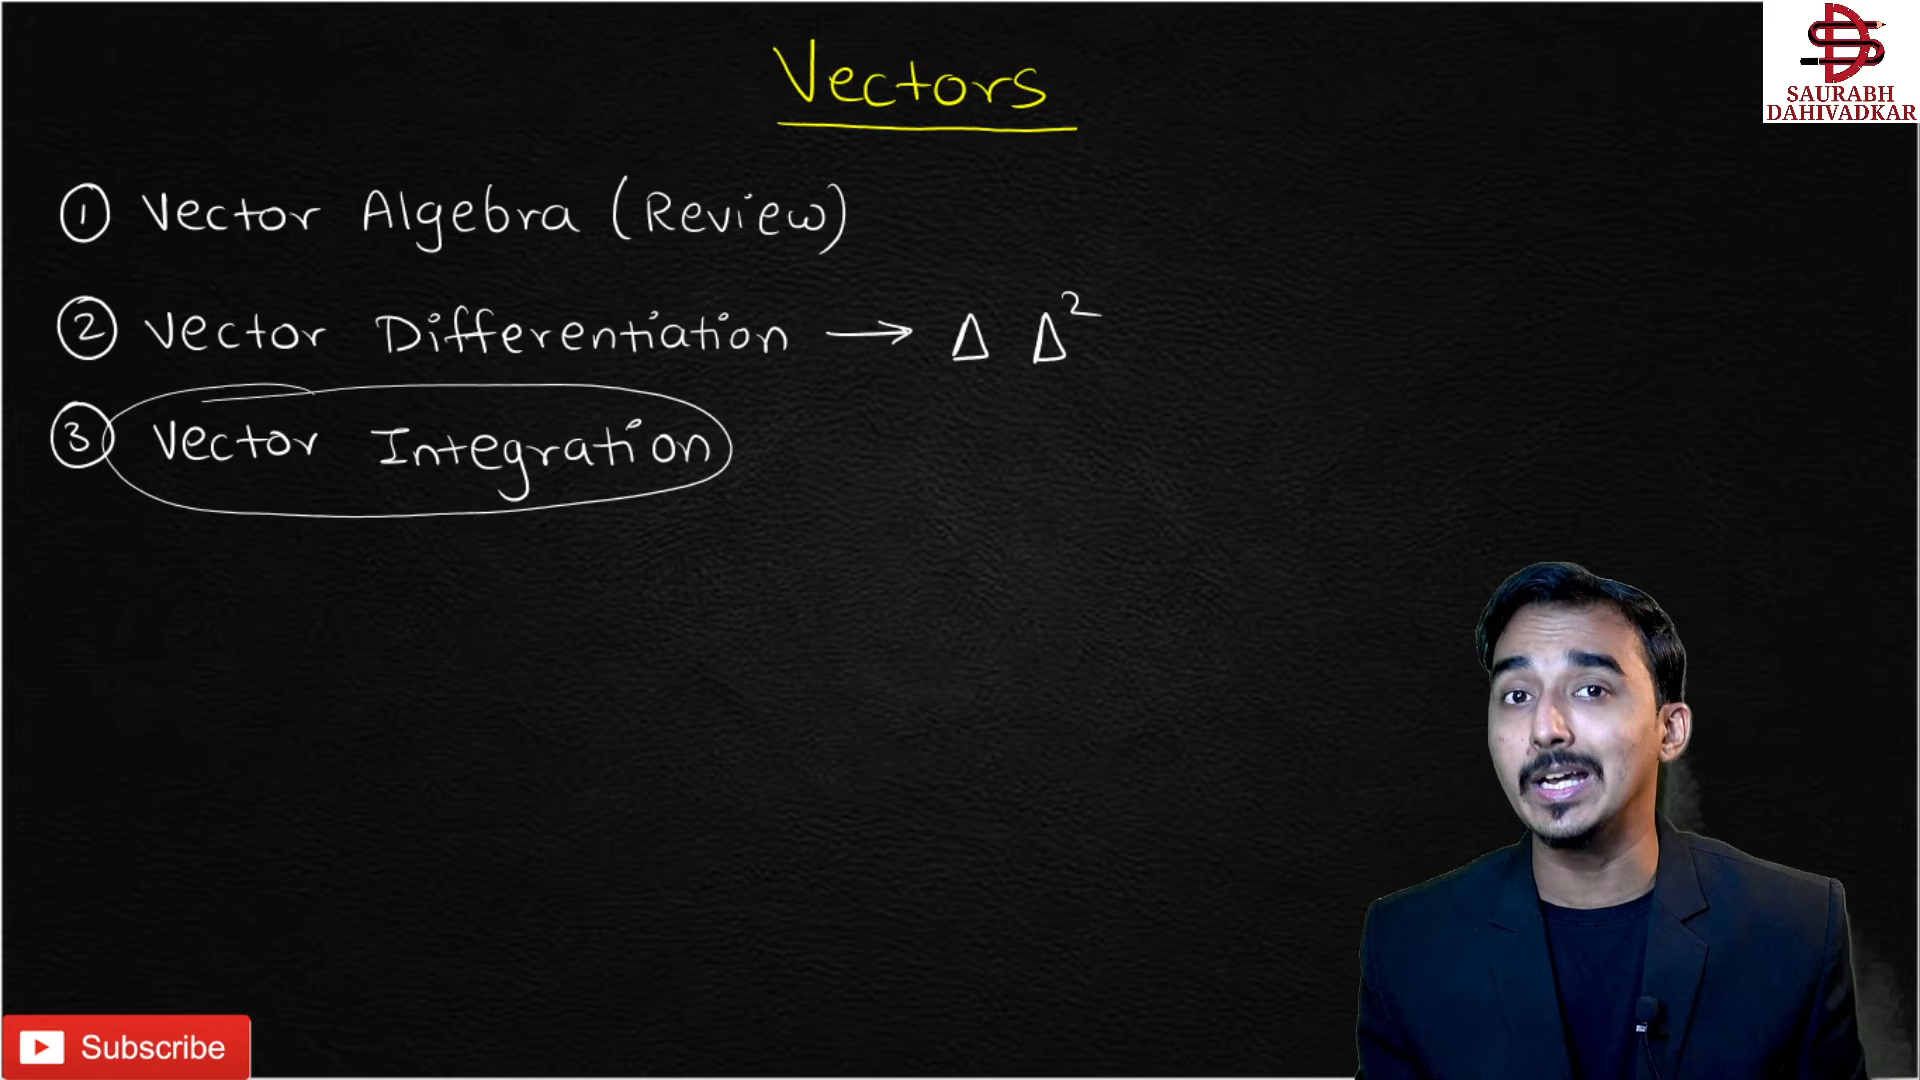 Vectors
SAURABH
DAHIVADKAR
① Vector Algebra (Review)
② Vector Differentiation → Δ Δ²
③ Vector Integration
Subscribe